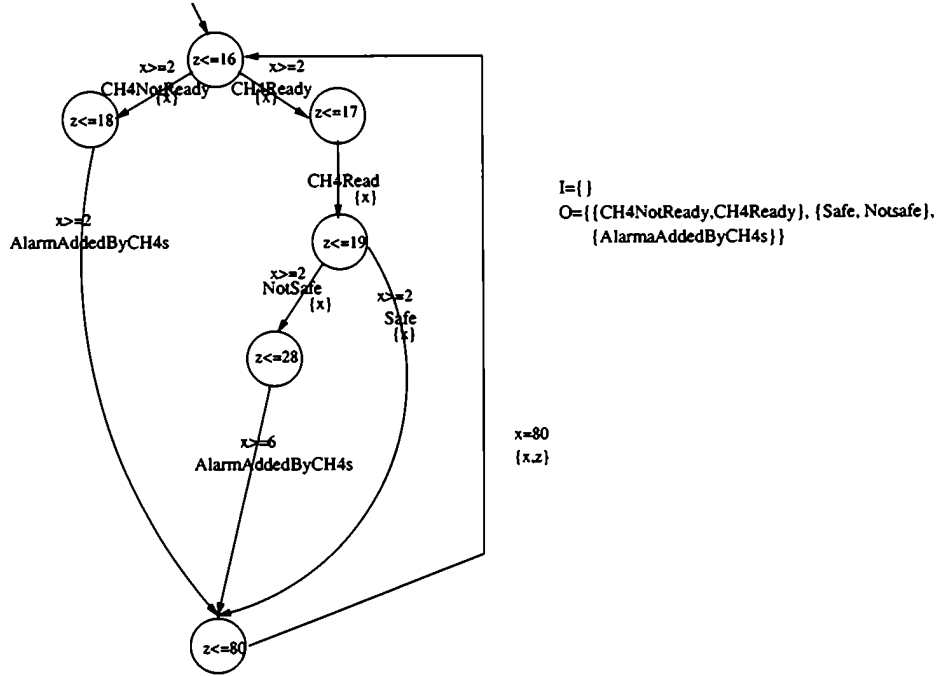 z<=16
x>=2
x>=2
CH4NotReady
CH4Ready
{x}
{x}
z<=18
z<=17
CH4Read
{x}
I={ }
O={{CH4NotReady,CH4Ready}, {Safe, Notsafe},
{AlarmaAddedByCH4s}}
x>=2
AlarmAddedByCH4s
z<=19
x>=2
NotSafe
{x}
x>=2
Safe
{x}
z<=28
x>=6
AlarmAddedByCH4s
x=80
{x,z}
z<=80